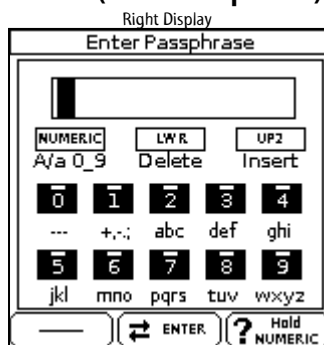 Right Display
Enter Passphrase
NUMERIC LWR UP2
A/a 0_9 Delete Insert
0 1 2 3 4
--- +,-.; abc def ghi
5 6 7 8 9
jkl mno pqrs tuv wxyz
ENTER ? Hold
NUMERIC